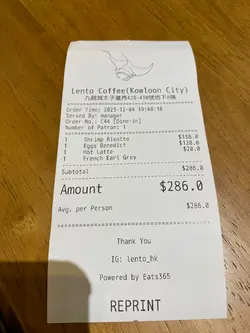 Lento Coffee(Kowloon City)
Order Time: 2023-12-04 19:48:18
Served By: manager
Order No.: C44 [Dine-in]
Number of Patron: 1
1 Shrimp Risotto $138.0
1 Eggs Benedict $128.0
1 Hot Latte $20.0
1 French Earl Grey
Subtotal $286.0
Amount $286.0
Avg. per Person $286.0
Thank You
IG: lento_hk
Powered by Eats365
REPRINT